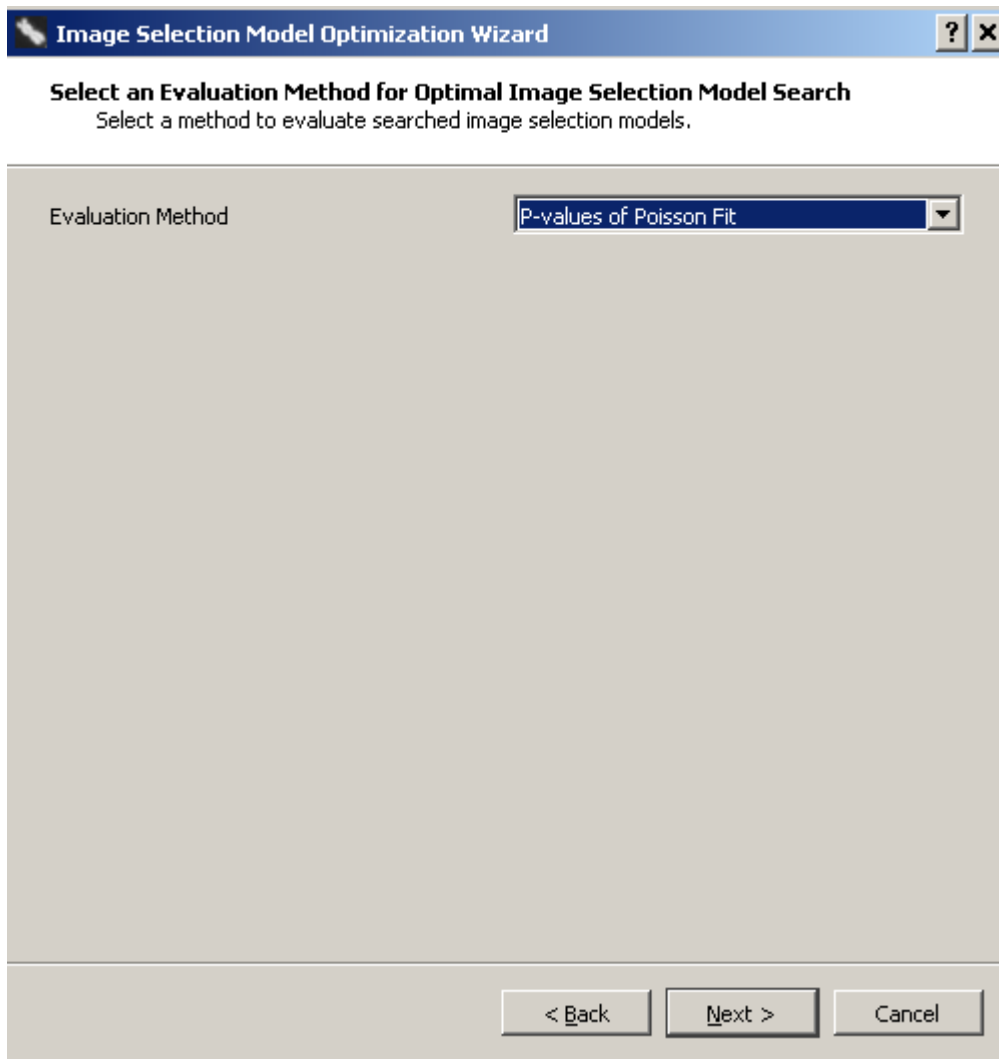 Image Selection Model Optimization Wizard
Select an Evaluation Method for Optimal Image Selection Model Search
Select a method to evaluate searched image selection models.
Evaluation Method P-values of Poisson Fit
< Back Next > Cancel